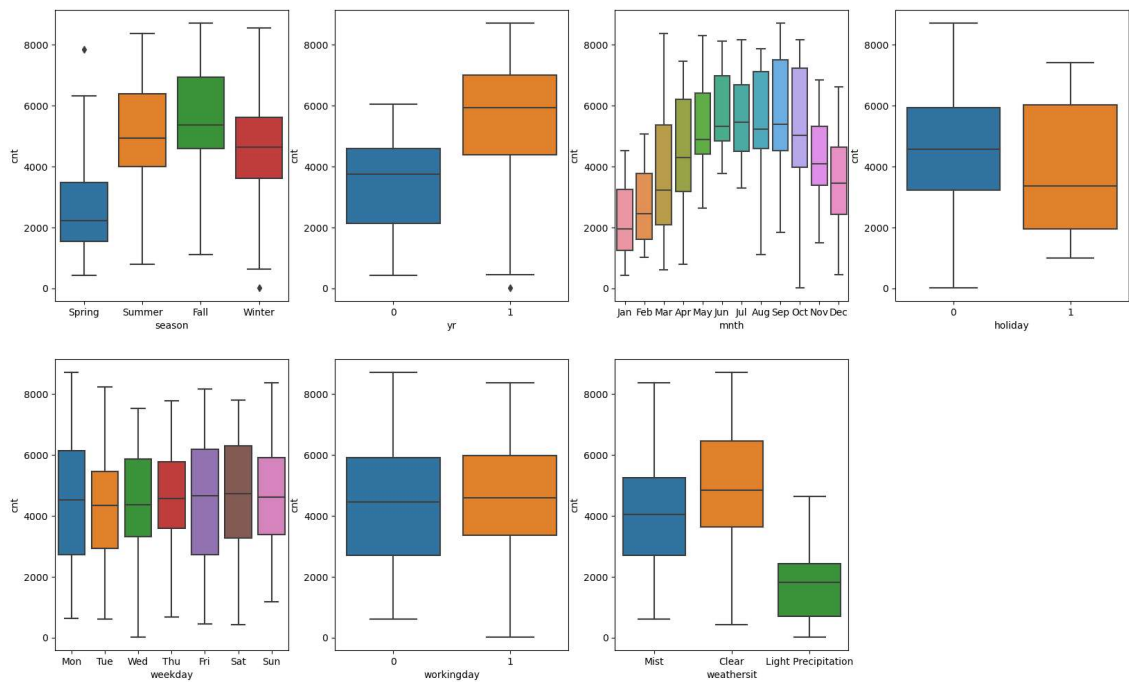 8000
6000
4000
2000
0
cnt
Spring Summer Fall Winter
season
8000
6000
4000
2000
0
cnt
0 1
yr
8000
6000
4000
2000
0
cnt
Jan Feb Mar Apr May Jun Jul Aug Sep Oct Nov Dec
mnth
8000
6000
4000
2000
0
cnt
0 1
holiday
8000
6000
4000
2000
0
cnt
Mon Tue Wed Thu Fri Sat Sun
weekday
8000
6000
4000
2000
0
cnt
0 1
workingday
8000
6000
4000
2000
0
cnt
Mist Clear Light Precipitation
weathersit